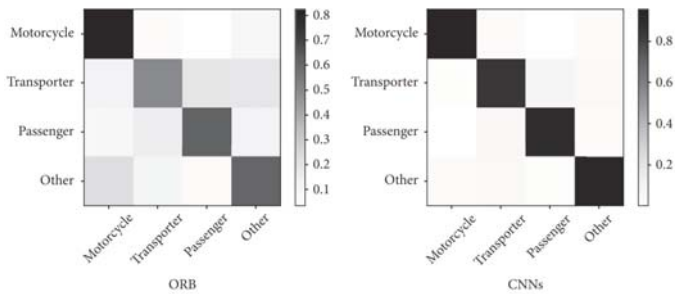 Motorcycle
Transporter
Passenger
Other
Motorcycle
Transporter
Passenger
Other
0.8
0.7
0.6
0.5
0.4
0.3
0.2
0.1
ORB
Motorcycle
Transporter
Passenger
Other
Motorcycle
Transporter
Passenger
Other
0.8
0.6
0.4
0.2
CNNs